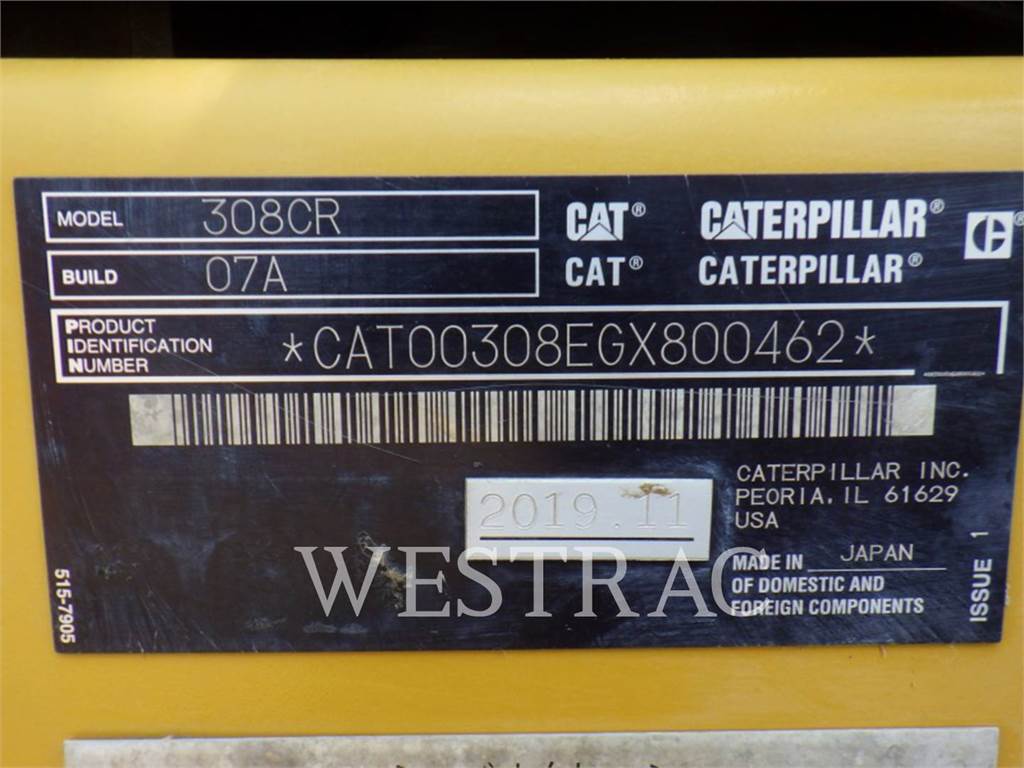 MODEL 308CR
BUILD 07A
CAT® CATERPILLAR®
CAT® CATERPILLAR®
PRODUCT
IDENTIFICATION
NUMBER
*CAT00308EGX800462*
2019.11
CATERPILLAR INC.
PEORIA, IL 61629
USA
MADE IN JAPAN
OF DOMESTIC AND
FOREIGN COMPONENTS
ISSUE 1
515-7905
WESTRAC